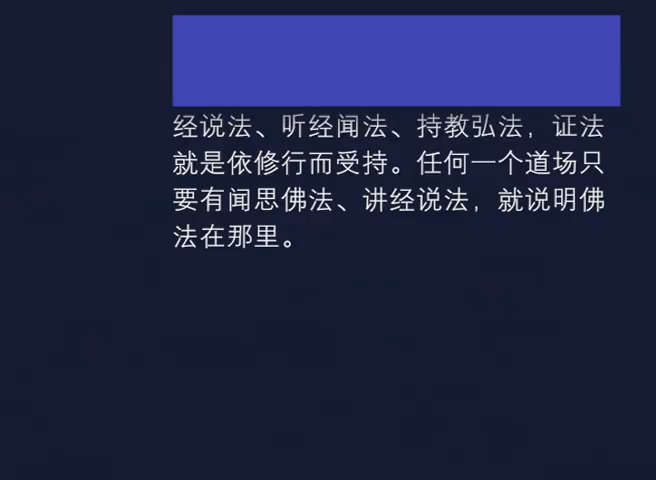 经说法、听经闻法、持教弘法，证法
就是依修行而受持。任何一个道场只
要有闻思佛法、讲经说法，就说明佛
法在那里。